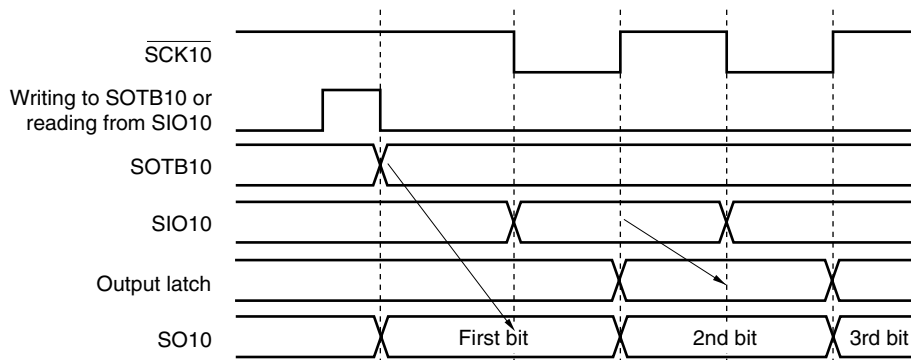 SCK10
Writing to SOTB10 or
reading from SIO10
SOTB10
SIO10
Output latch
SO10
First bit
2nd bit
3rd bit